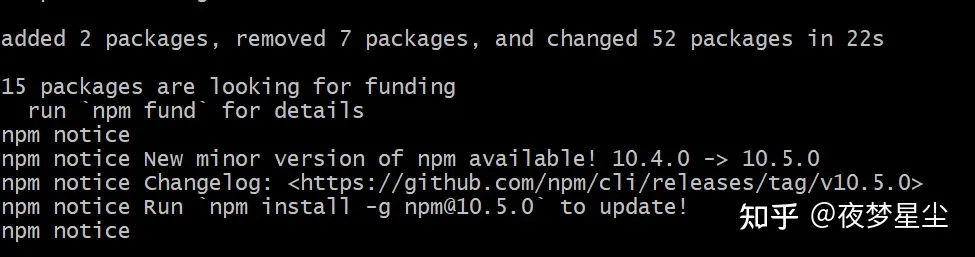 added 2 packages, removed 7 packages, and changed 52 packages in 22s
15 packages are looking for funding
run `npm fund` for details
npm notice
npm notice New minor version of npm available! 10.4.0 -> 10.5.0
npm notice Changelog: <https://github.com/npm/cli/releases/tag/v10.5.0>
npm notice Run `npm install -g npm@10.5.0` to update!
npm notice
知乎 @夜梦星尘